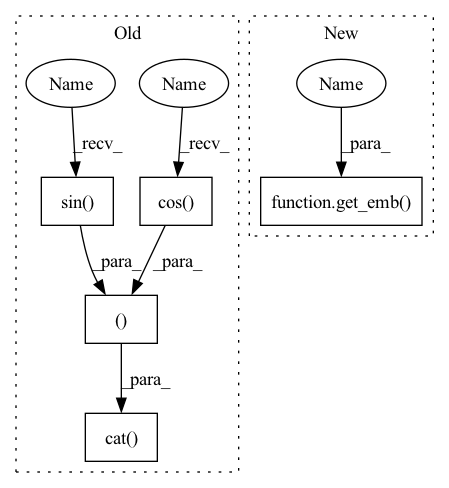 Old
New
Name
Name
Name
_recv_
_recv_
_para_
sin()
cos()
function.get_emb()
_para_
_para_
()
_para_
cat()